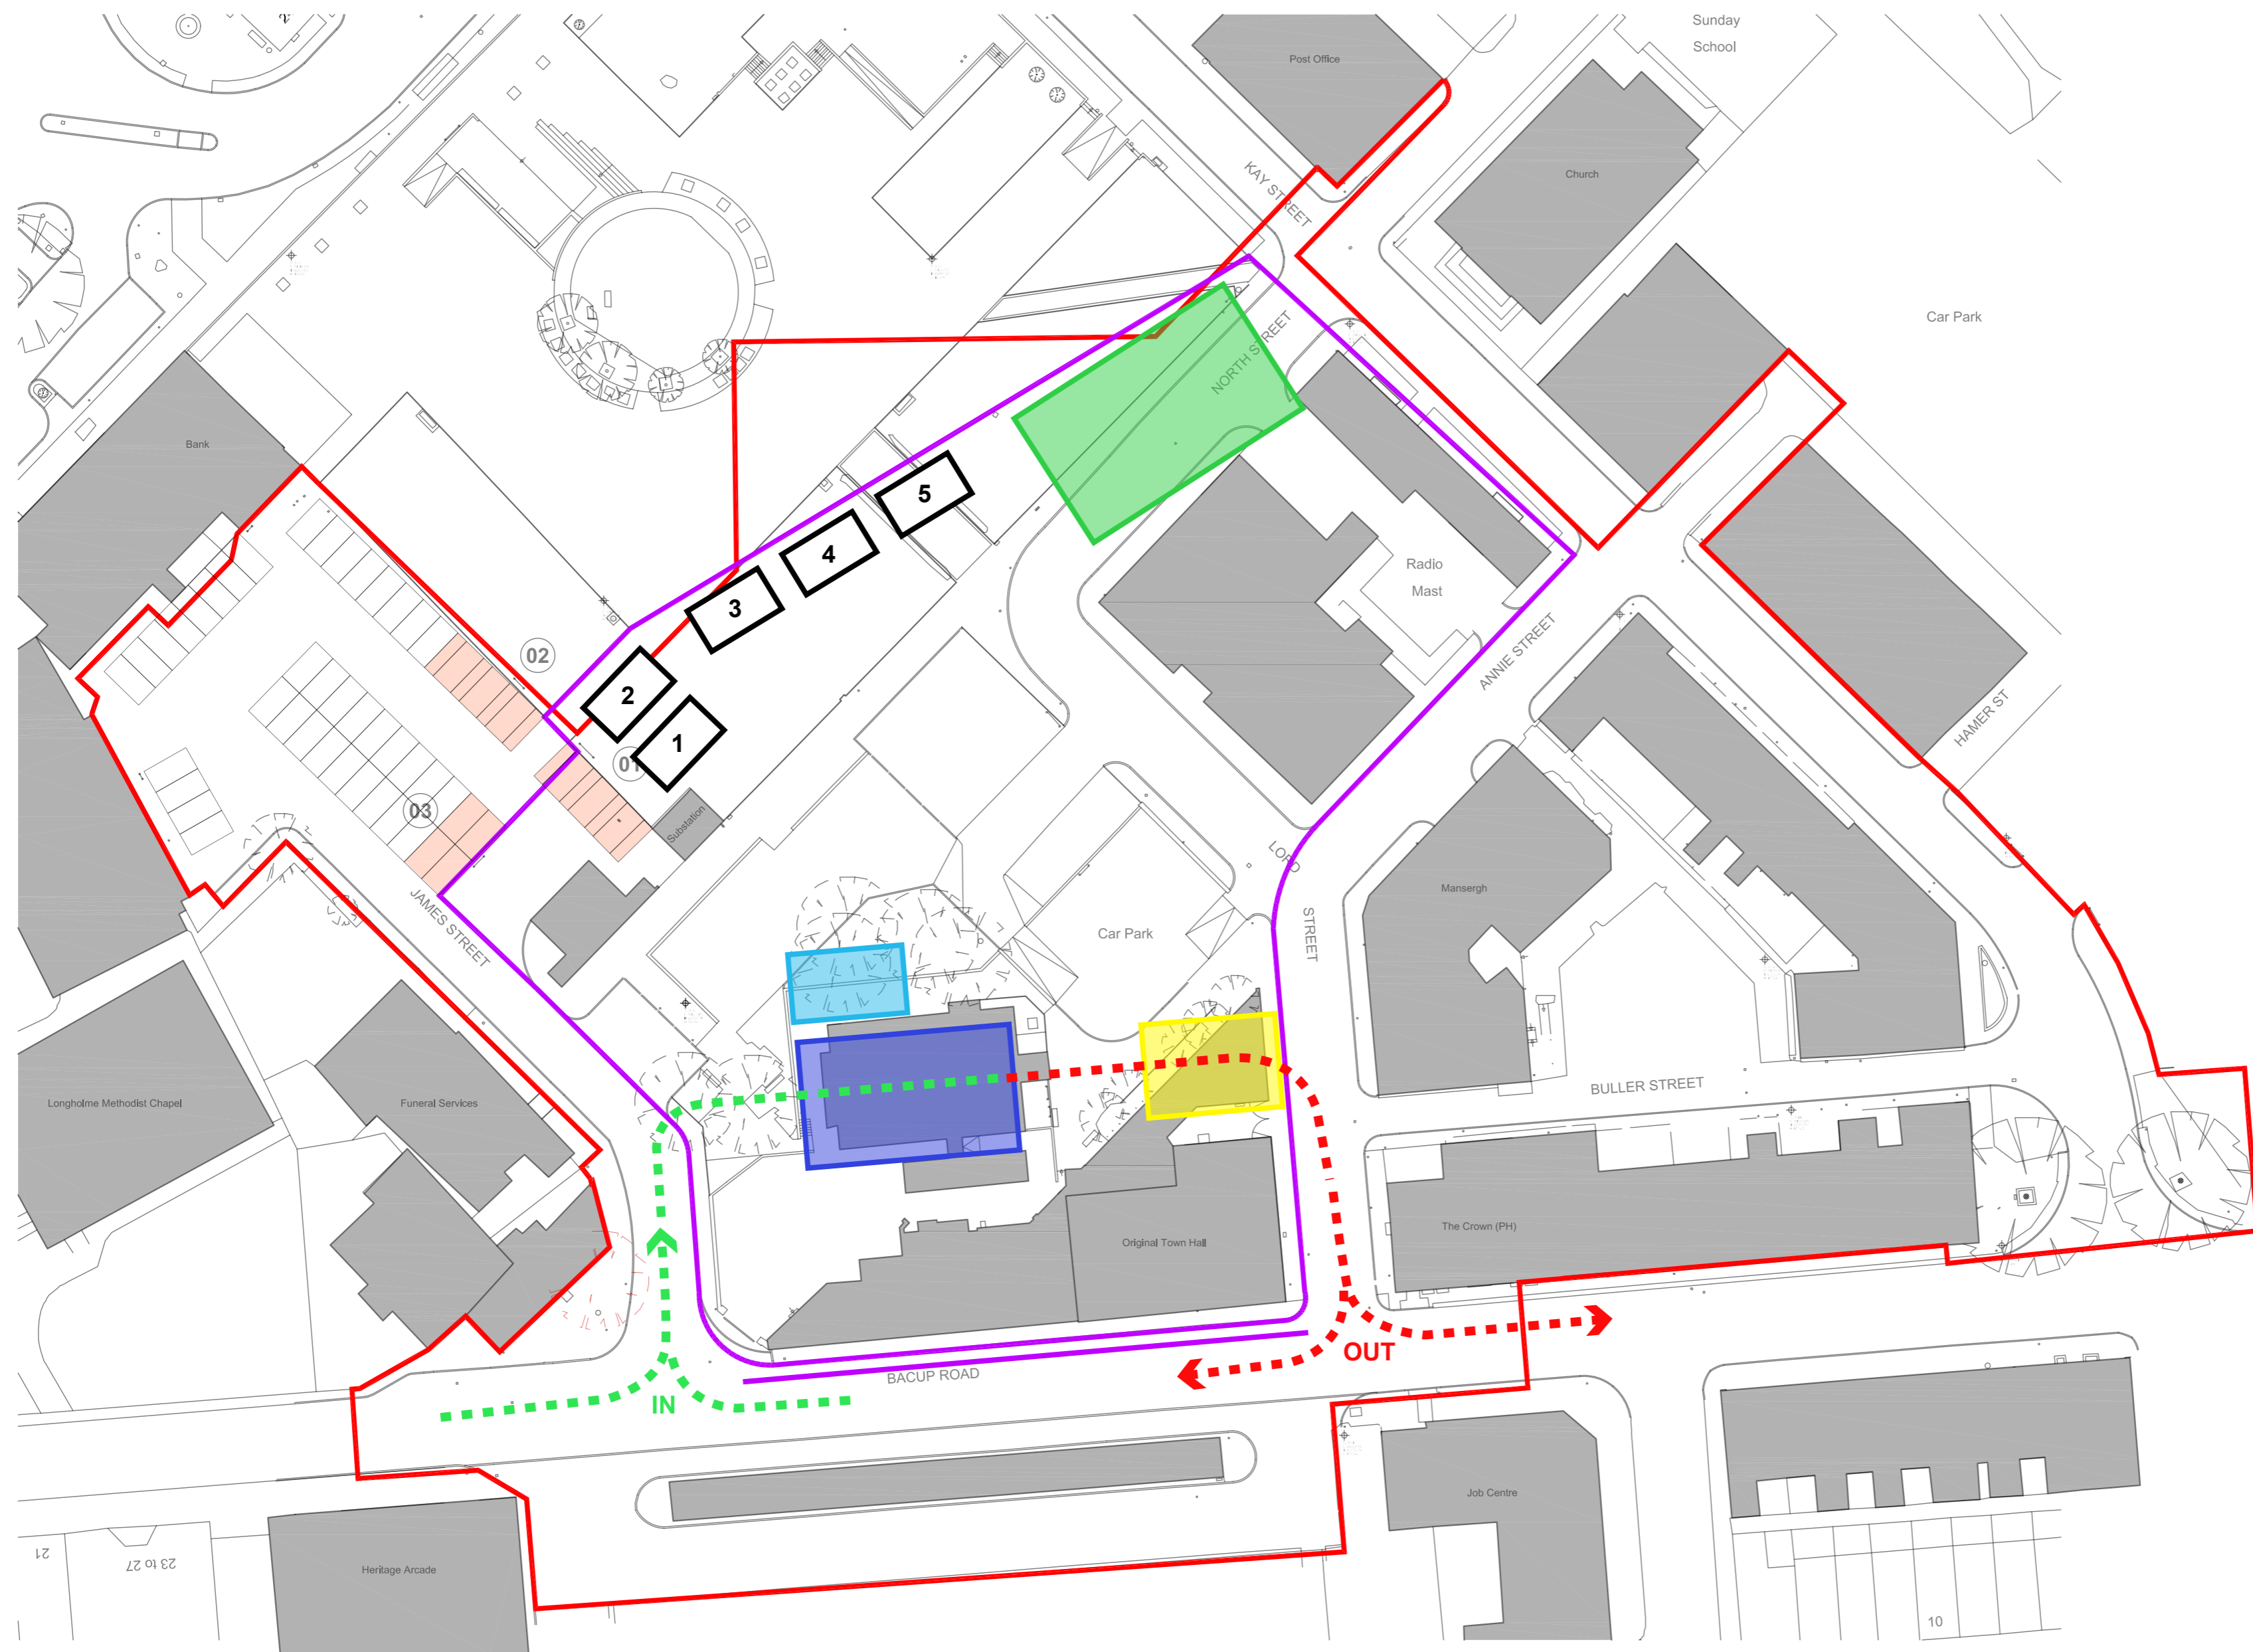 Sunday
School
Post Office
KAY STREET
Church
Car Park
NORTH STREET
Bank
5
4
3
2
1
02
01
03
Radio
Mast
ANNIE STREET
HAMER ST
Substation
LORD
STREET
JAMES STREET
Mansergh
Car Park
BULLER STREET
Longholme Methodist Chapel
Funeral Services
The Crown (PH)
Original Town Hall
OUT
BACUP ROAD
IN
Job Centre
21
23 to 27
Heritage Arcade
10